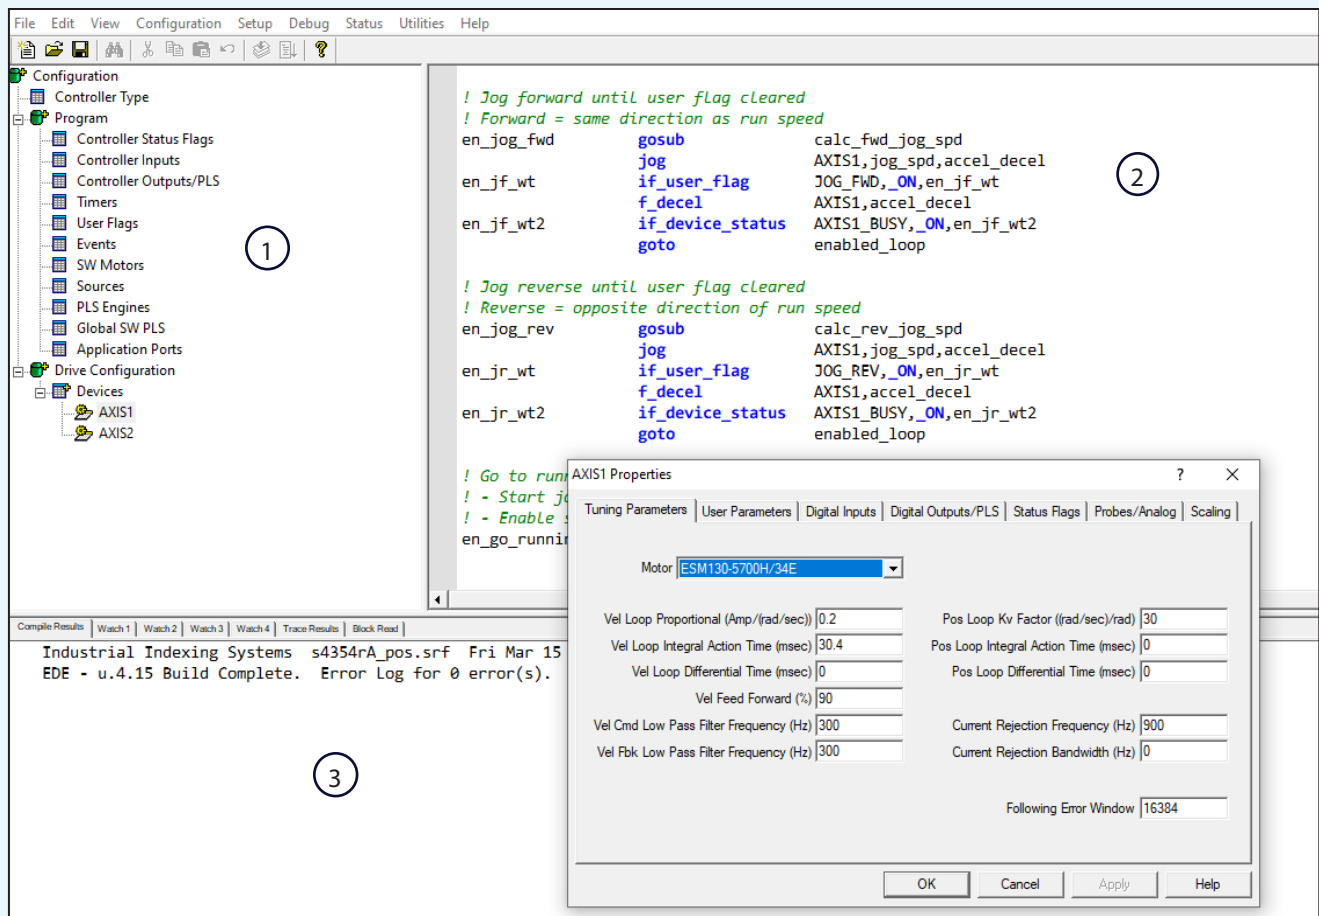 File Edit View Configuration Setup Debug Status Utilities Help
Configuration
Controller Type
Program
Controller Status Flags
Controller Inputs
Controller Outputs/PLS
Timers
User Flags
Events
SW Motors
Sources
PLS Engines
Global SW PLS
Application Ports
Drive Configuration
Devices
AXIS1
AXIS2
1
! Jog forward until user flag cleared
! Forward = same direction as run speed
en_jog_fwd gosub calc_fwd_jog_spd
jog AXIS1,jog_spd,accel_decel
en_jf_wt if_user_flag JOG_FWD,_ON,en_jf_wt
f_decel AXIS1,accel_decel
en_jf_wt2 if_device_status AXIS1_BUSY,_ON,en_jf_wt2
goto enabled_loop
2
! Jog reverse until user flag cleared
! Reverse = opposite direction of run speed
en_jog_rev gosub calc_rev_jog_spd
jog AXIS1,jog_spd,accel_decel
en_jr_wt if_user_flag JOG_REV,_ON,en_jr_wt
f_decel AXIS1,accel_decel
en_jr_wt2 if_device_status AXIS1_BUSY,_ON,en_jr_wt2
goto enabled_loop
! Go to runn
! - Start jo
! - Enable s
en_go_runnin
Compile Results Watch 1 Watch 2 Watch 3 Watch 4 Trace Results Block Read
Industrial Indexing Systems s4354rA_pos.srf Fri Mar 15
EDE - u.4.15 Build Complete. Error Log for 0 error(s).
3
AXIS1 Properties ?
Tuning Parameters User Parameters Digital Inputs Digital Outputs/PLS Status Flags Probes/Analog Scaling
Motor ESM130-5700H/34E
Vel Loop Proportional (Amp/(rad/sec)) 0.2 Pos Loop Kv Factor ((rad/sec)/rad) 30
Vel Loop Integral Action Time (msec) 30.4 Pos Loop Integral Action Time (msec) 0
Vel Loop Differential Time (msec) 0 Pos Loop Differential Time (msec) 0
Vel Feed Forward (%) 90
Vel Cmd Low Pass Filter Frequency (Hz) 300 Current Rejection Frequency (Hz) 900
Vel Fbk Low Pass Filter Frequency (Hz) 300 Current Rejection Bandwidth (Hz) 0
Following Error Window 16384
OK Cancel Apply Help